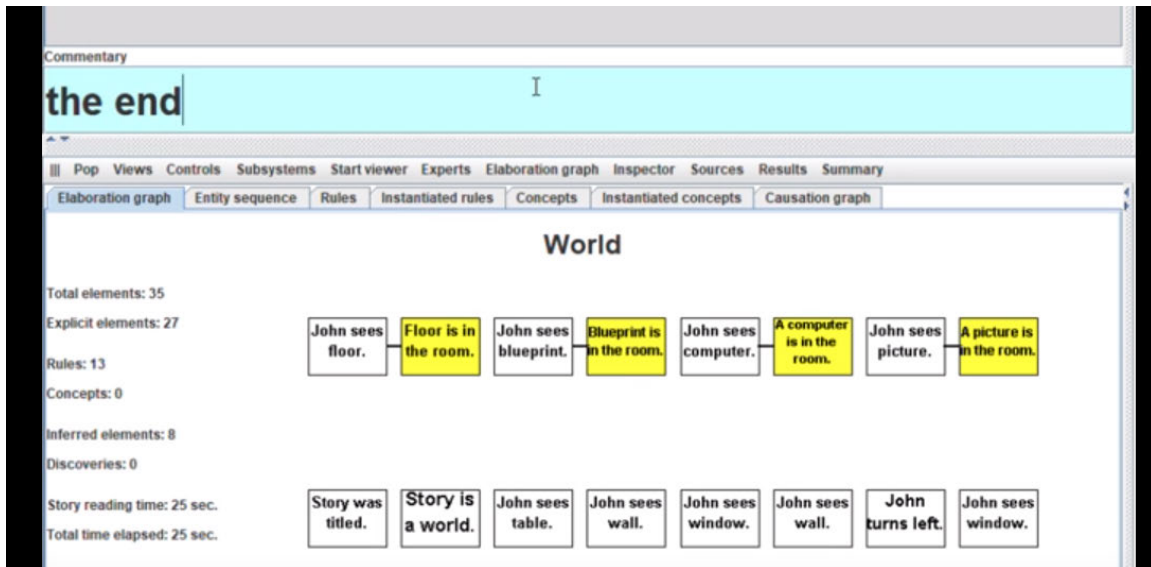 Commentary
the end
||| Pop Views Controls Subsystems Start viewer Experts Elaboration graph Inspector Sources Results Summary
Elaboration graph Entity sequence Rules Instantiated rules Concepts Instantiated concepts Causation graph
World
Total elements: 35
Explicit elements: 27
Rules: 13
Concepts: 0
Inferred elements: 8
Discoveries: 0
Story reading time: 25 sec.
Total time elapsed: 25 sec.
John sees
floor.
Floor is in
the room.
John sees
blueprint.
Blueprint is
in the room.
John sees
computer.
A computer
is in the
room.
John sees
picture.
A picture is
in the room.
Story was
titled.
Story is
a world.
John sees
table.
John sees
wall.
John sees
window.
John sees
wall.
John
turns left.
John sees
window.